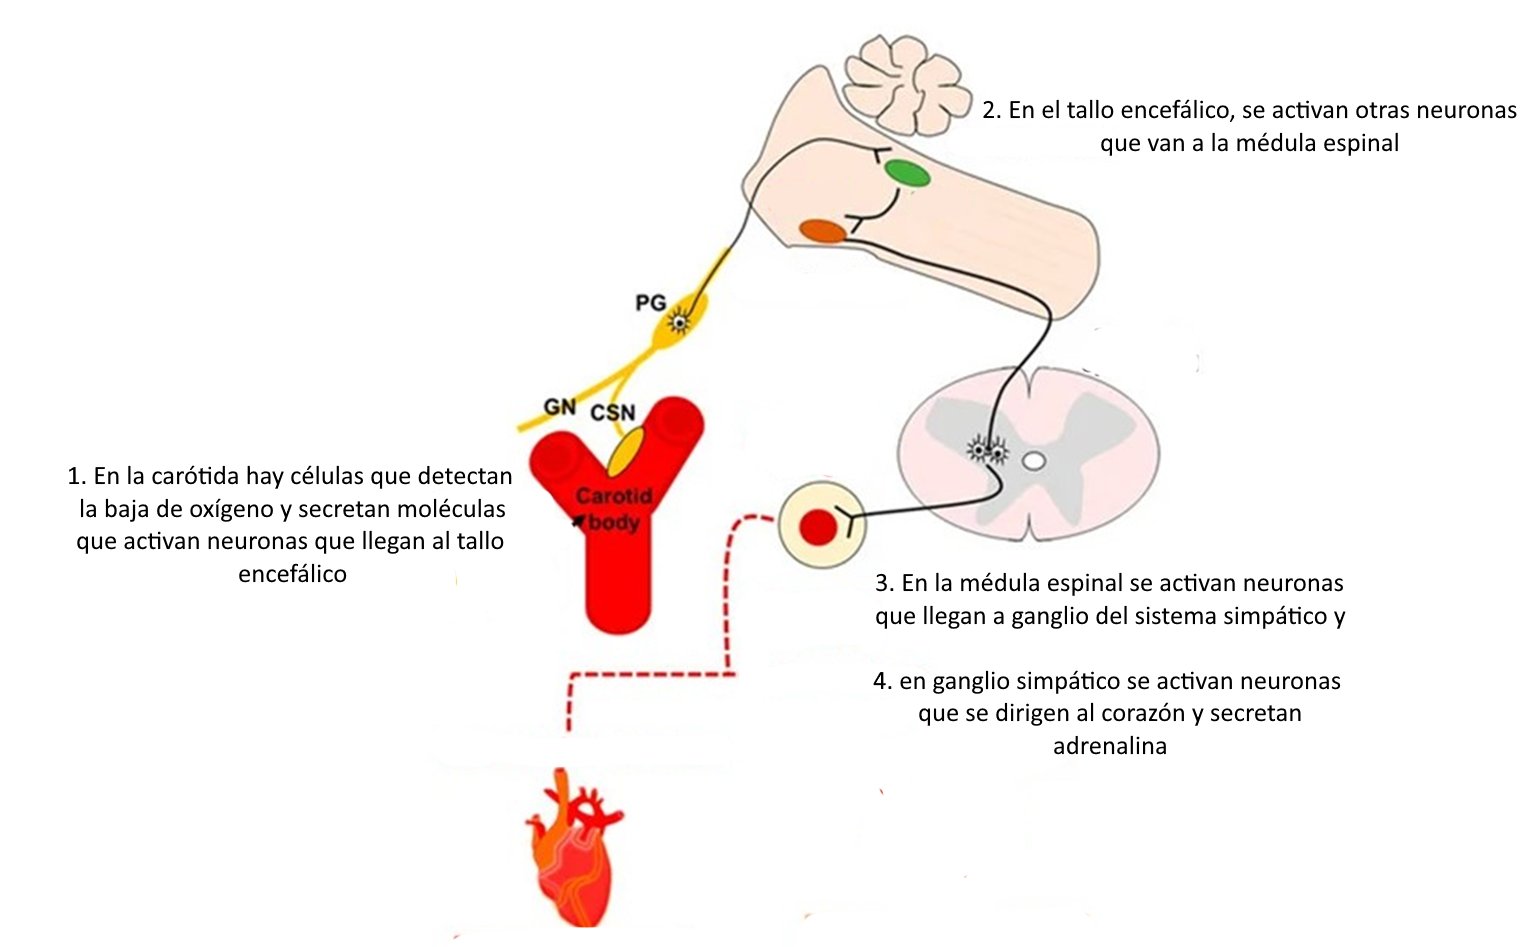 2. En el tallo encefálico, se activan otras neuronas
que van a la médula espinal
PG
GN
CSN
Carotid
body
1. En la carótida hay células que detectan
la baja de oxígeno y secretan moléculas
que activan neuronas que llegan al tallo
encefálico
3. En la médula espinal se activan neuronas
que llegan a ganglio del sistema simpático y
4. en ganglio simpático se activan neuronas
que se dirigen al corazón y secretan
adrenalina